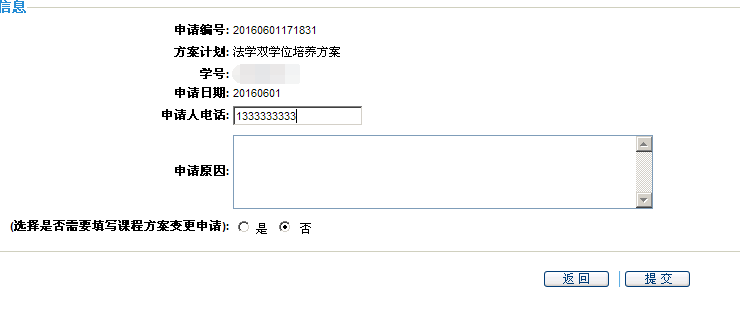 信息
申请编号: 20160601171831
方案计划: 法学双学位培养方案
学号:
申请日期: 20160601
申请人电话: 1333333333
申请原因:
(选择是否需要填写课程方案变更申请): 是 否
返 回 提 交